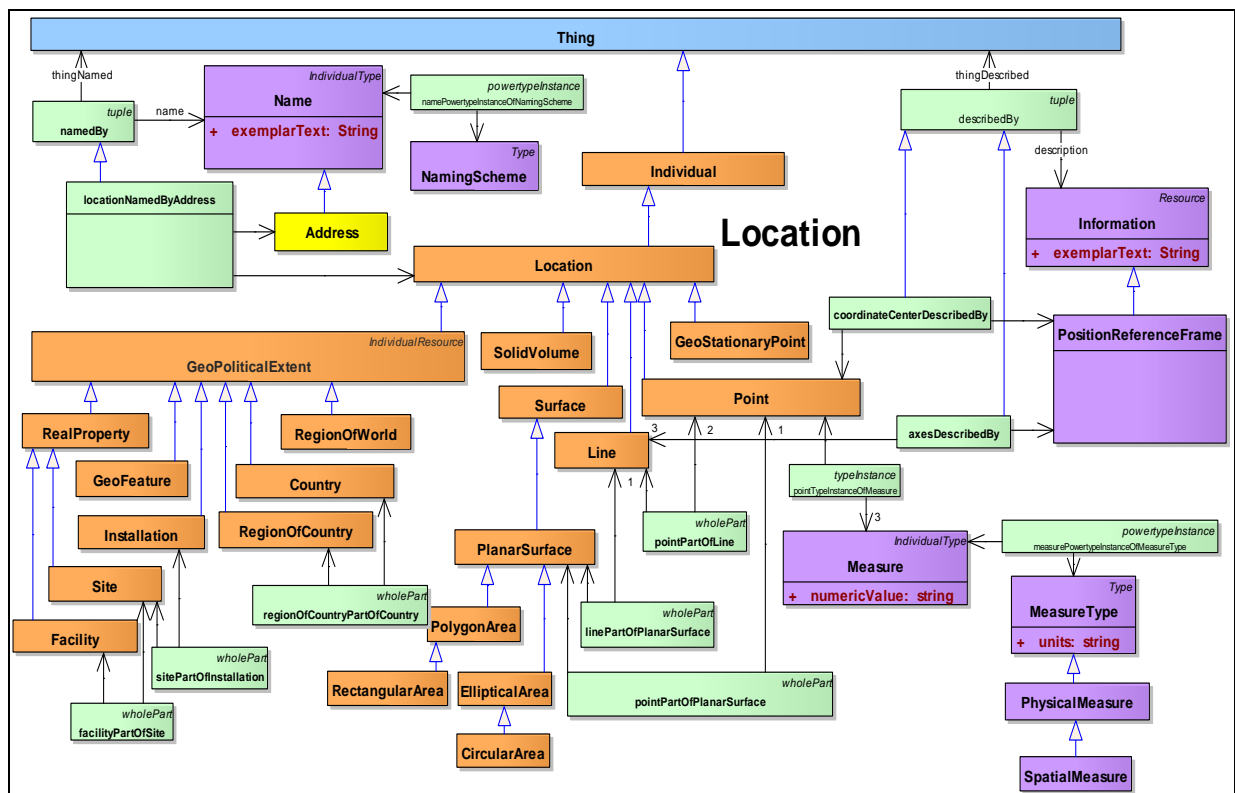 Thing
thingNamed
thingDescribed
IndividualType
Name
+ exemplarText: String
powertypeInstance
namePowertypeInstanceOfNamingScheme
tuple
namedBy
name
tuple
describedBy
Type
NamingScheme
description
Individual
locationNamedByAddress
Address
Location
Resource
Information
+ exemplarText: String
Location
coordinateCenterDescribedBy
PositionReferenceFrame
IndividualResource
GeoPoliticalExtent
SolidVolume
GeoStationaryPoint
Surface
Point
RealProperty
RegionOfWorld
3
2
1
axesDescribedBy
Line
GeoFeature
Country
1
typeInstance
pointTypeInstanceOfMeasure
Installation
RegionOfCountry
wholePart
pointPartOfLine
3
powertypeInstance
measurePowertypeInstanceOfMeasureType
PlanarSurface
IndividualType
Measure
+ numericValue: string
Site
wholePart
regionOfCountryPartOfCountry
Type
MeasureType
+ units: string
wholePart
linePartOfPlanarSurface
PolygonArea
Facility
wholePart
sitePartOfInstallation
RectangularArea
EllipticalArea
wholePart
pointPartOfPlanarSurface
PhysicalMeasure
wholePart
facilityPartOfSite
CircularArea
SpatialMeasure